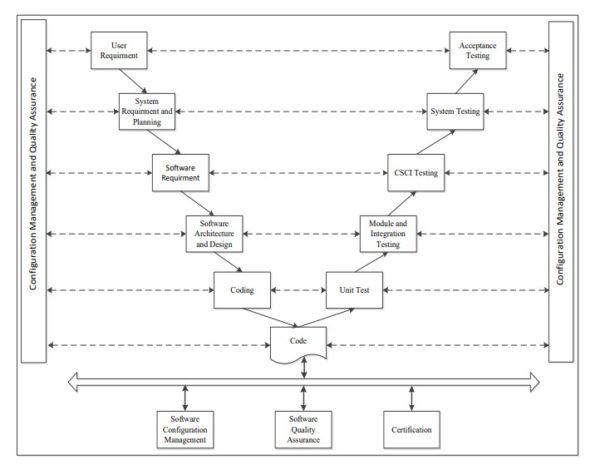 Configuration Management and Quality Assurance
User
Requirment
Acceptance
Testing
Configuration Management and Quality Assurance
System
Requirment and
Planning
System Testing
Software
Requirment
CSCI Testing
Software
Architecture
and Design
Module and
Integration
Testing
Coding
Unit Test
Code
Software
Configuration
Management
Software
Quality
Assurance
Certification